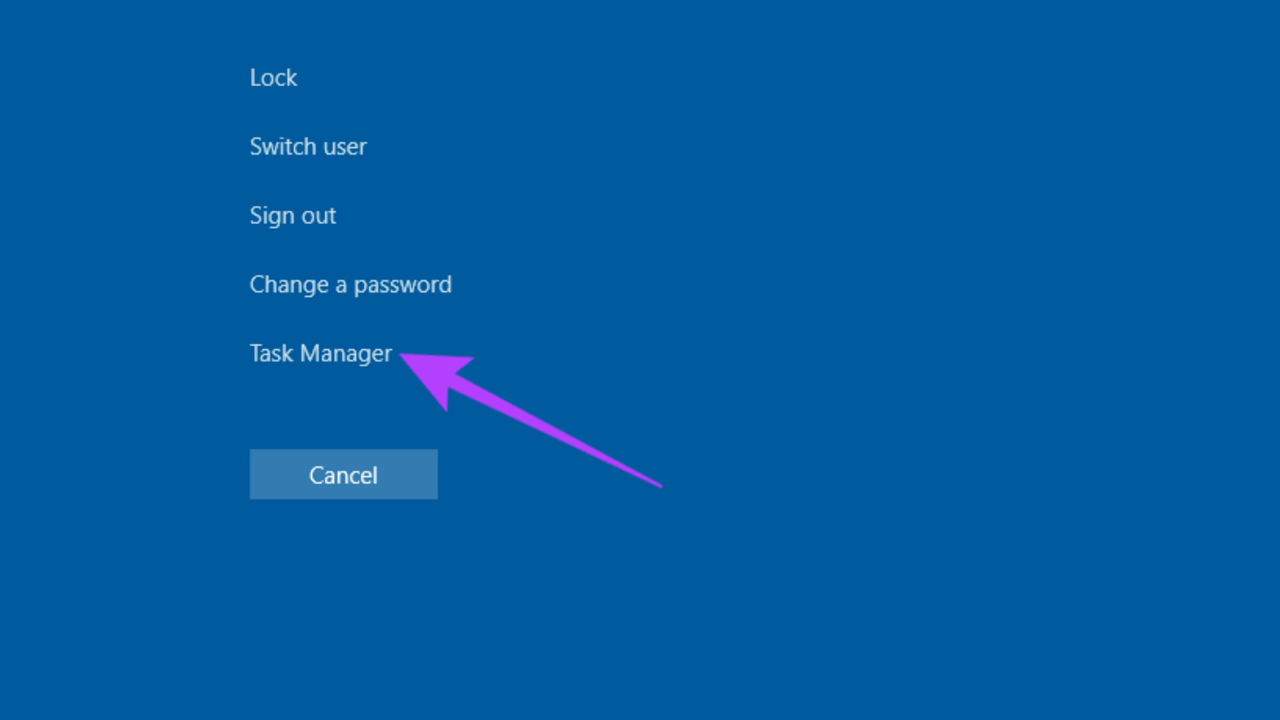 Lock
Switch user
Sign out
Change a password
Task Manager
Cancel